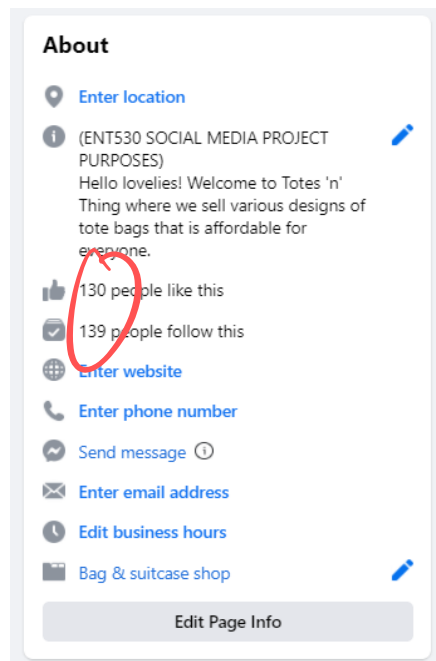 About
Enter location
(ENT530 SOCIAL MEDIA PROJECT
PURPOSES)
Hello lovelies! Welcome to Totes 'n'
Thing where we sell various designs of
tote bags that is affordable for
everyone.
130 people like this
139 people follow this
Enter website
Enter phone number
Send message
Enter email address
Edit business hours
Bag & suitcase shop
Edit Page Info